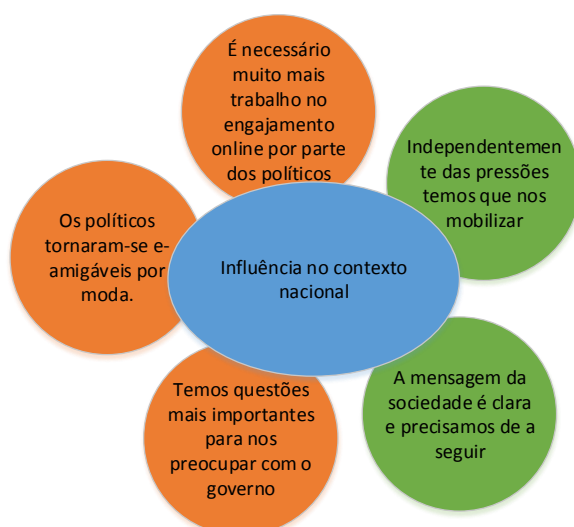 É necessário
muito mais
trabalho no
engajamento
online por parte
dos políticos
Independentemen
te das pressões
temos que nos
mobilizar
Os políticos
tornaram-se e-
amigáveis por
moda.
Influência no contexto
nacional
Temos questões
mais importantes
para nos
preocupar com o
governo
A mensagem da
sociedade é clara
e precisamos de a
seguir